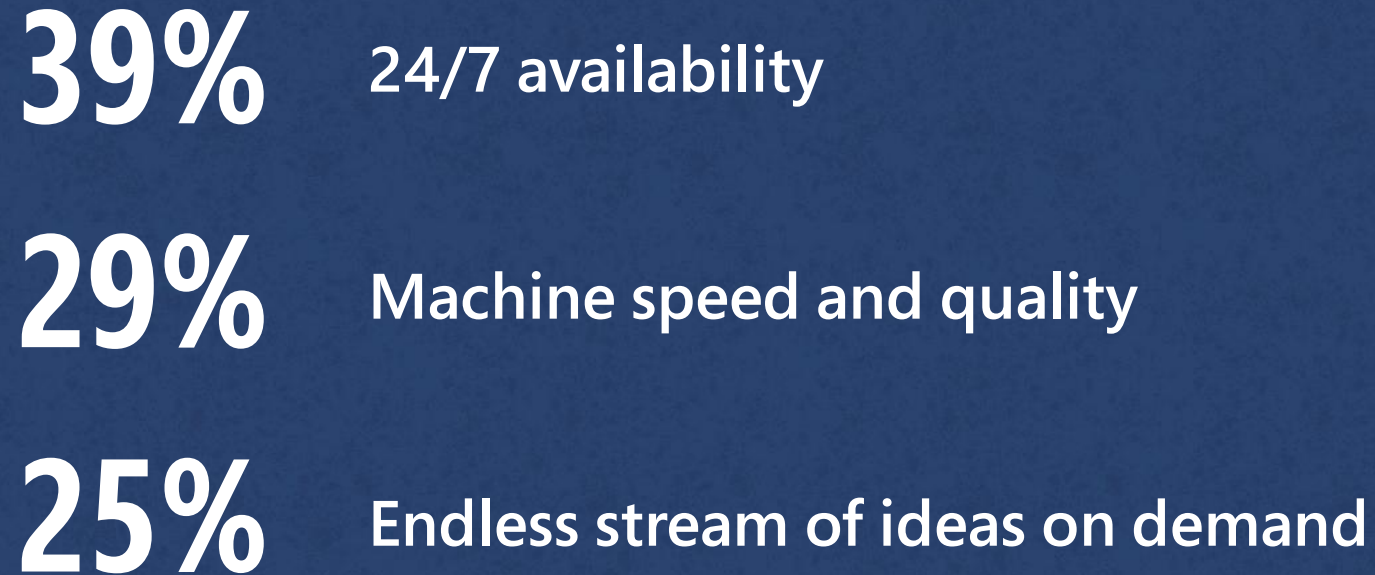 39% 24/7 availability
29% Machine speed and quality
25% Endless stream of ideas on demand